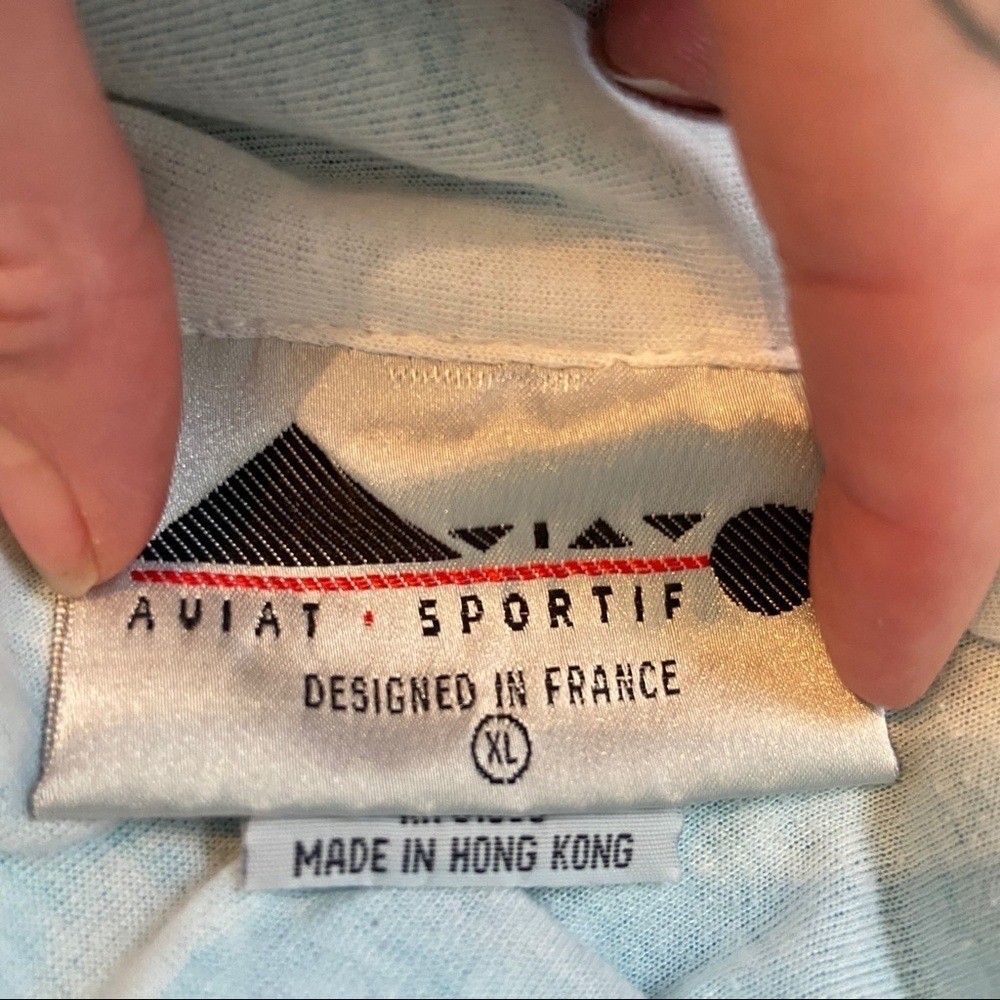 AVIAT • SPORTIF
DESIGNED IN FRANCE
XL
MADE IN HONG KONG